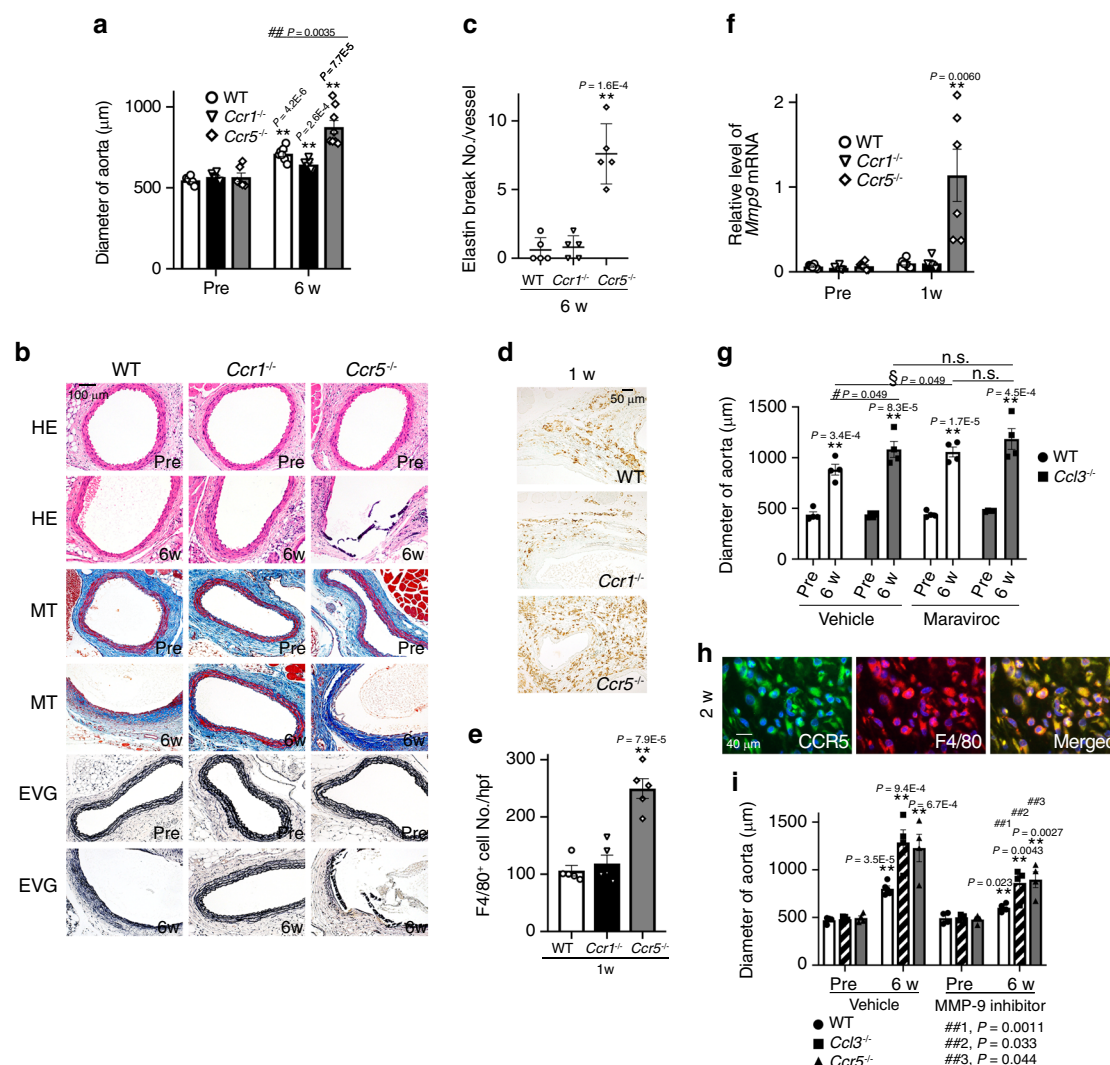 a
## P = 0.0035
P = 7.7E-5
**
P = 4.2E-6
**
P = 2.6E-4
**
WT
Ccr1-/-
Ccr5-/-
Diameter of aorta (μm)
1000
500
0
Pre
6 w
c
P = 1.6E-4
**
Elastin break No./vessel
10
5
0
WT
Ccr1-/-
Ccr5-/-
6 w
f
P = 0.0060
**
WT
Ccr1-/-
Ccr5-/-
Relative level of
Mmp9 mRNA
2
1
0
Pre
1w
b
WT
Ccr1-/-
Ccr5-/-
100 μm
HE
Pre
Pre
Pre
HE
6w
6w
6w
MT
Pre
Pre
Pre
MT
6w
6w
6w
EVG
Pre
Pre
Pre
EVG
6w
6w
6w
d
1 w
50 μm
WT
Ccr1-/-
Ccr5-/-
e
P = 7.9E-5
**
F4/80+ cell No./hpf
300
200
100
0
WT
Ccr1-/-
Ccr5-/-
1w
g
n.s.
§ P = 0.049
n.s.
# P = 0.049
P = 3.4E-4
**
P = 8.3E-5
**
P = 1.7E-5
**
P = 4.5E-4
**
WT
Ccl3-/-
Diameter of aorta (μm)
1500
1000
500
0
Pre
6 w
Pre
6 w
Pre
6 w
Pre
6 w
Vehicle
Maraviroc
h
2 w
40 μm
CCR5
F4/80
Merged
i
P = 9.4E-4
**
P = 6.7E-4
**
P = 3.5E-5
**
##3
##2
##1
P = 0.0027
**
P = 0.0043
**
P = 0.023
**
Diameter of aorta (μm)
1500
1000
500
0
Pre
6 w
Pre
6 w
Vehicle
MMP-9 inhibitor
WT
Ccl3-/-
Ccr5-/-
##1, P = 0.0011
##2, P = 0.033
##3, P = 0.044